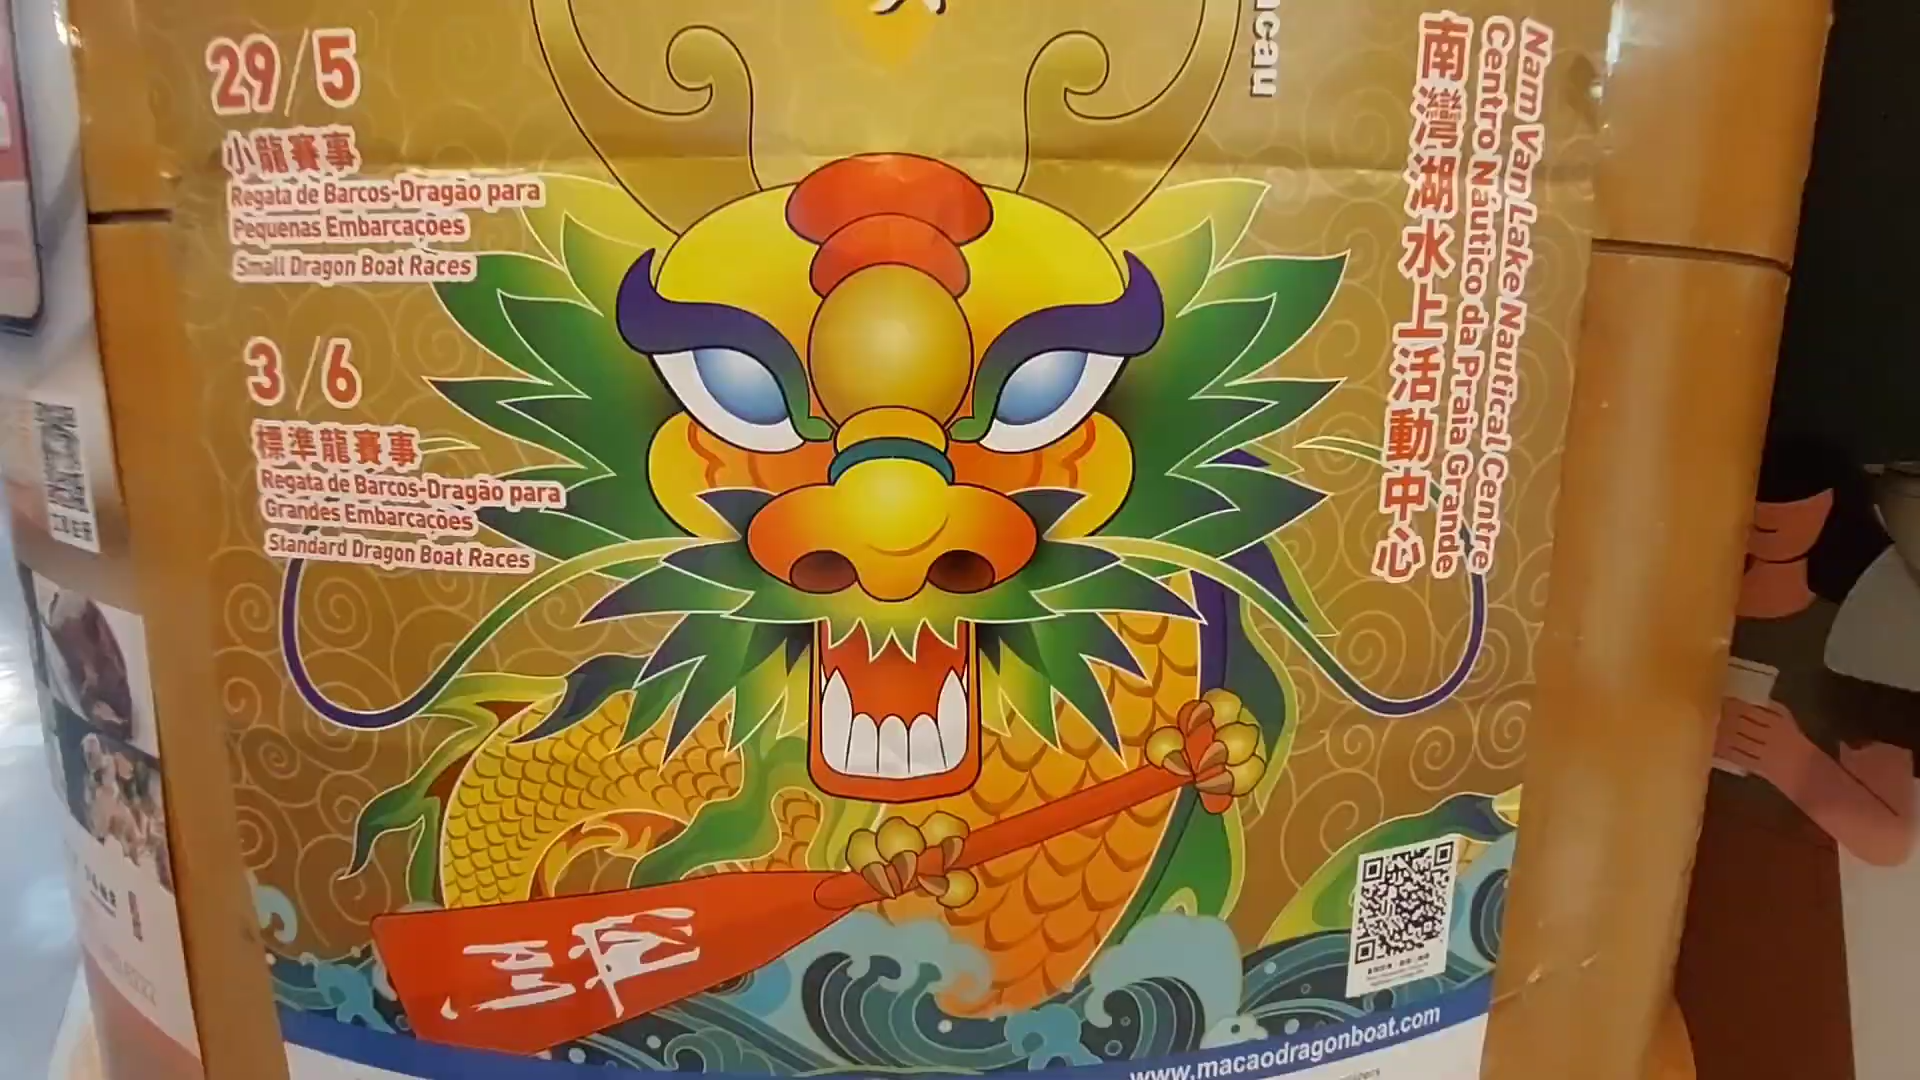 29/5
小龍賽事
Regata de Barcos-Dragão para
Pequenas Embarcações
Small Dragon Boat Races
3/6
標準龍賽事
Regata de Barcos-Dragão para
Grandes Embarcações
Standard Dragon Boat Races
南灣湖水上活動中心
Centro Náutico da Praia Grande
Nam Van Lake Nautical Centre
www.macaodragonboat.com